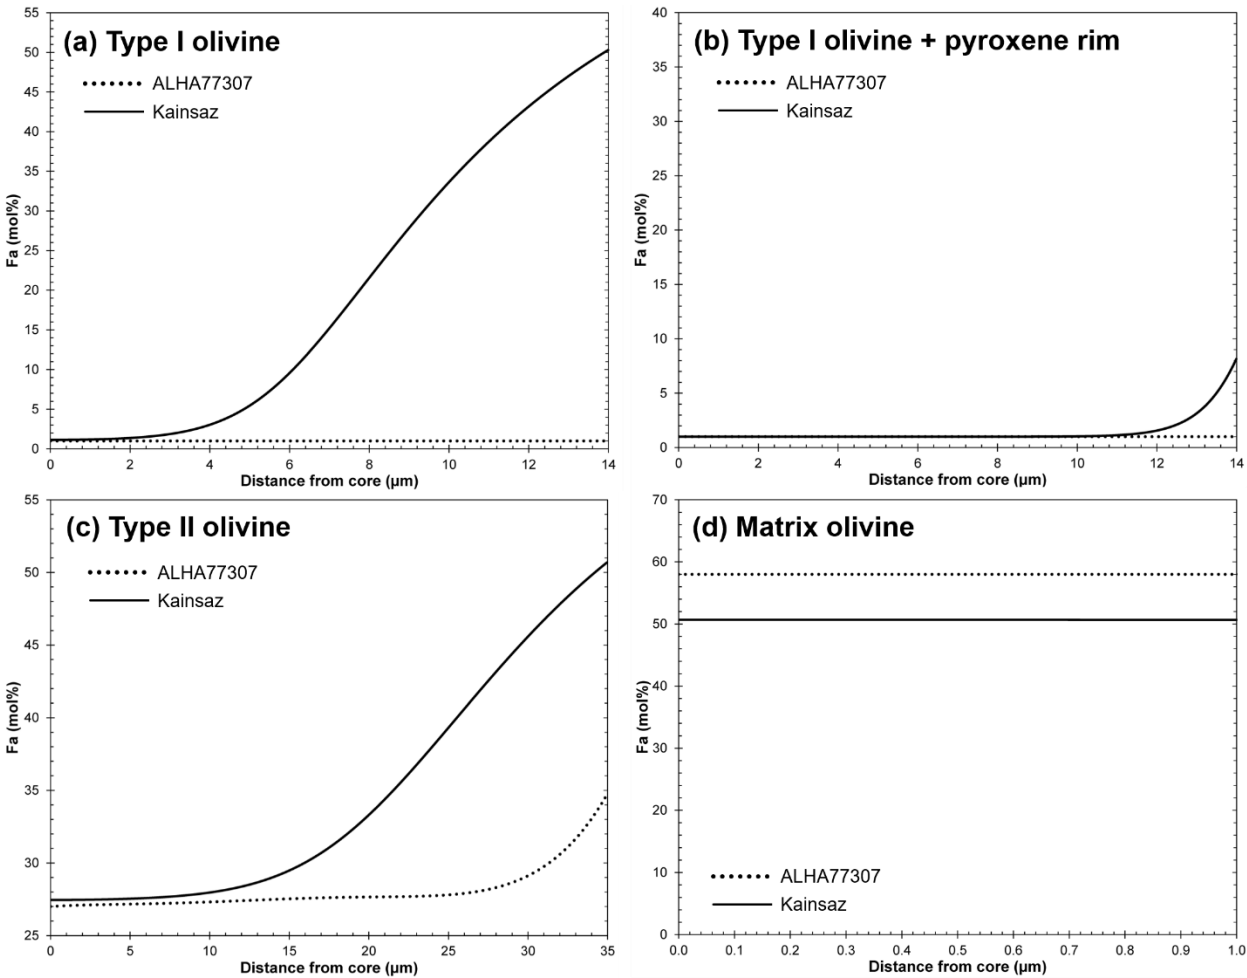 (a) Type I olivine
ALHA77307
Kainsaz
Fa (mol%)
55
50
45
40
35
30
25
20
15
10
5
0
0 2 4 6 8 10 12 14
Distance from core (µm)
(b) Type I olivine + pyroxene rim
ALHA77307
Kainsaz
Fa (mol%)
40
35
30
25
20
15
10
5
0
0 2 4 6 8 10 12 14
Distance from core (µm)
(c) Type II olivine
ALHA77307
Kainsaz
Fa (mol%)
55
50
45
40
35
30
25
0 5 10 15 20 25 30 35
Distance from core (µm)
(d) Matrix olivine
Fa (mol%)
70
60
50
40
30
20
10
0
ALHA77307
Kainsaz
0.0 0.1 0.2 0.3 0.4 0.5 0.6 0.7 0.8 0.9 1.0
Distance from core (µm)